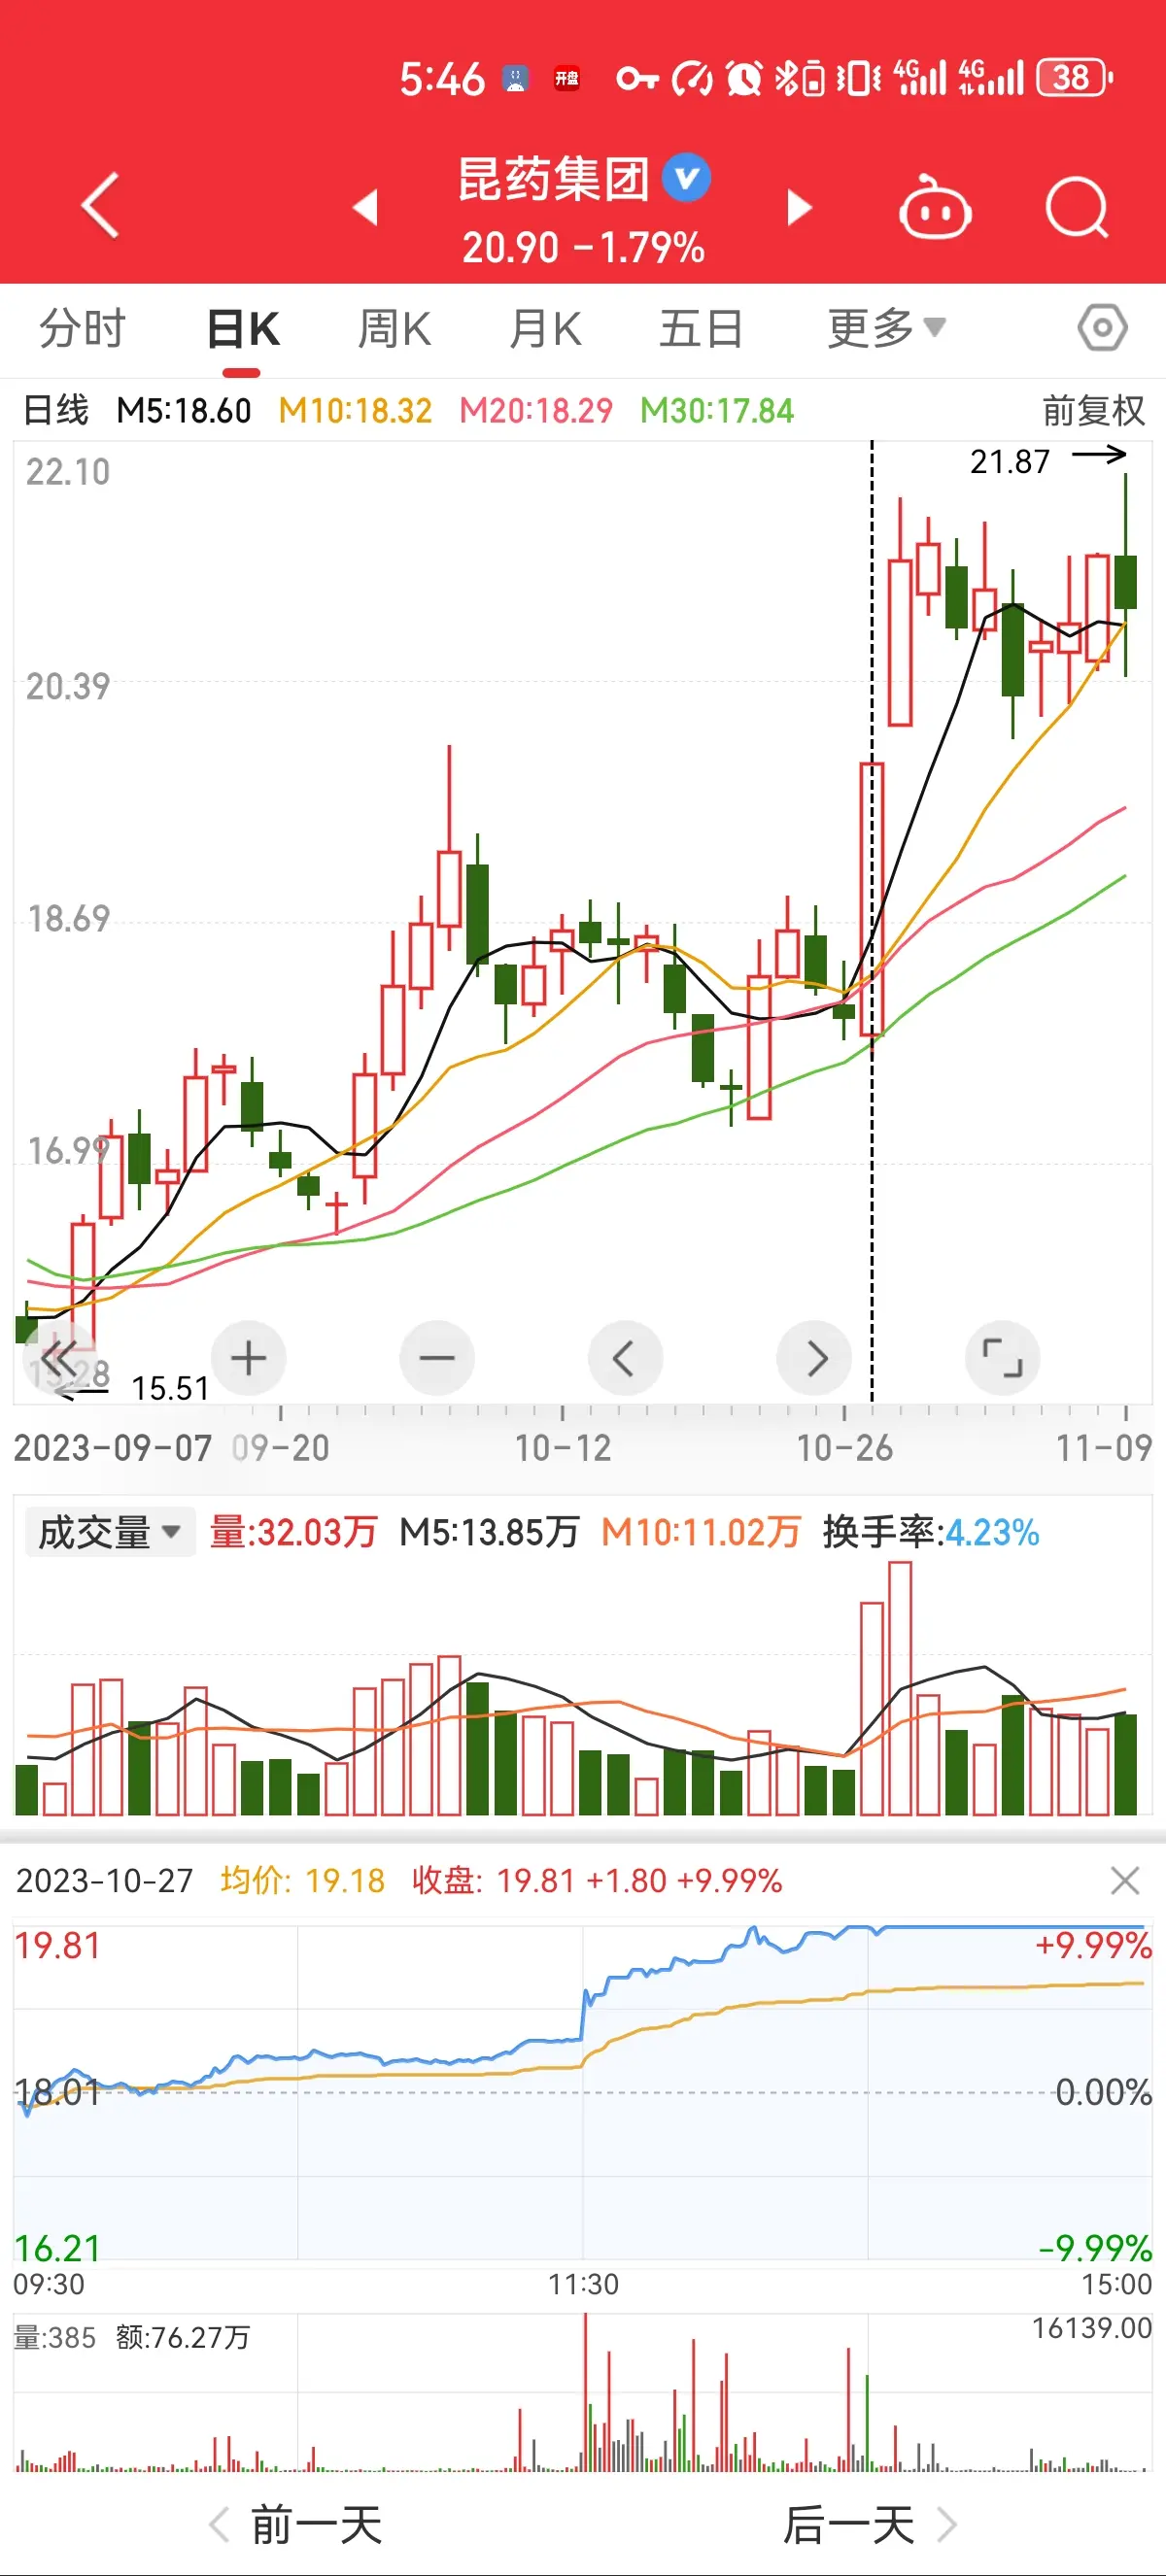 5:46 开盘 4G 4G 38
昆药集团
20.90 -1.79%
分时 日K 周K 月K 五日 更多
日线 M5:18.60 M10:18.32 M20:18.29 M30:17.84 前复权
22.10
21.87
20.39
18.69
16.99
15.28
15.51
2023-09-07 09-20 10-12 10-26 11-09
成交量 量:32.03万 M5:13.85万 M10:11.02万 换手率:4.23%
2023-10-27 均价: 19.18 收盘: 19.81 +1.80 +9.99%
19.81 +9.99%
18.01 0.00%
16.21 -9.99%
09:30 11:30 15:00
量:385 额:76.27万 16139.00
前一天 后一天